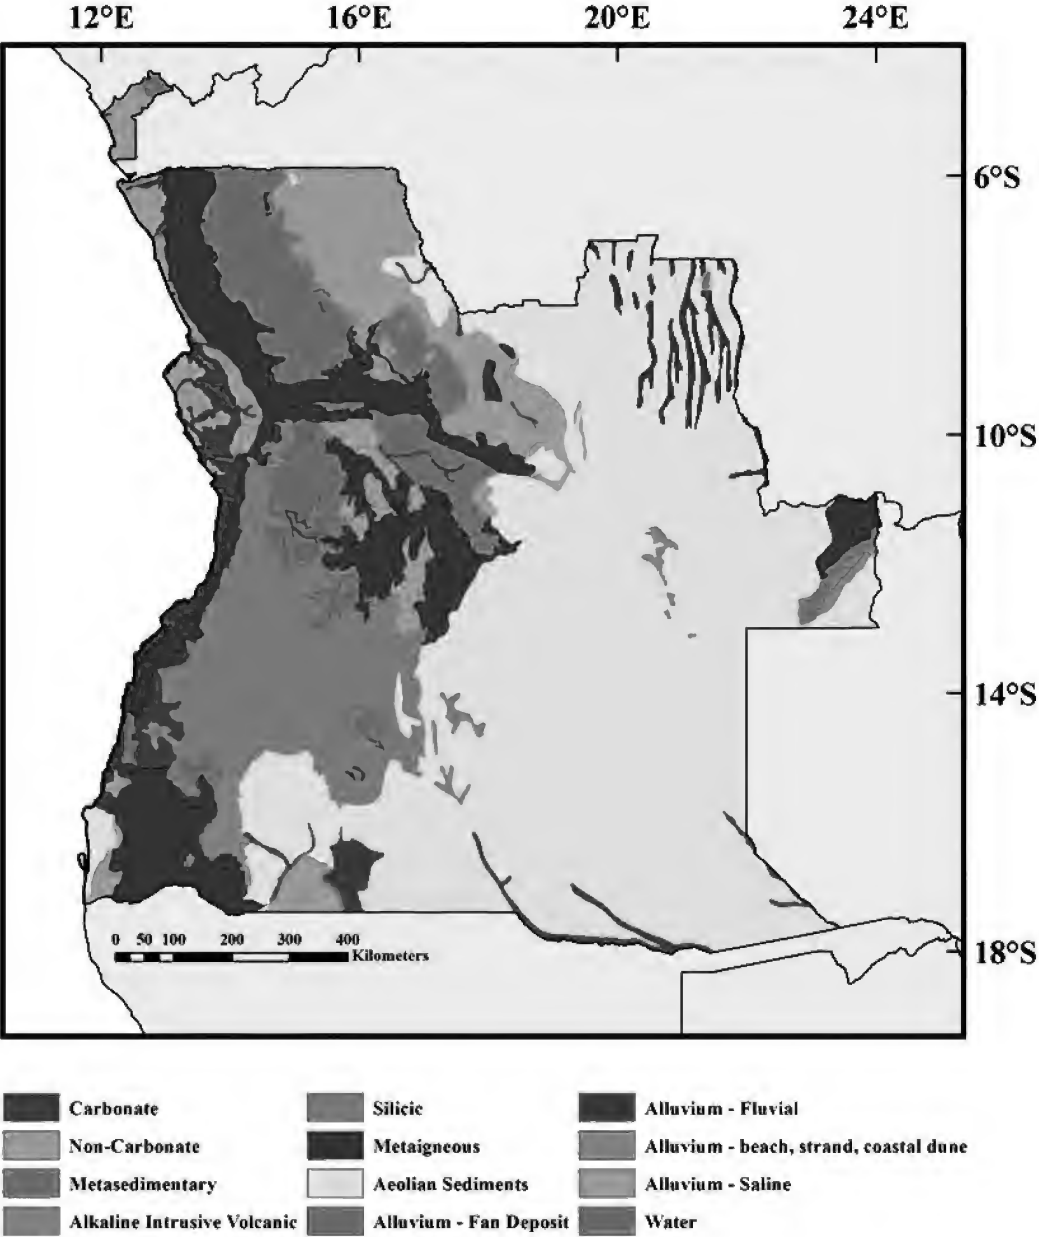 12°E 16°E 20°E 24°E
6°S
10°S
14°S
18°S
0 50 100 200 300 400
Kilometers
Carbonate
Non-Carbonate
Metasedimentary
Alkaline Intrusive Volcanic
Silicic
Metaigneous
Aeolian Sediments
Alluvium - Fan Deposit
Alluvium - Fluvial
Alluvium - beach, strand, coastal dune
Alluvium - Saline
Water